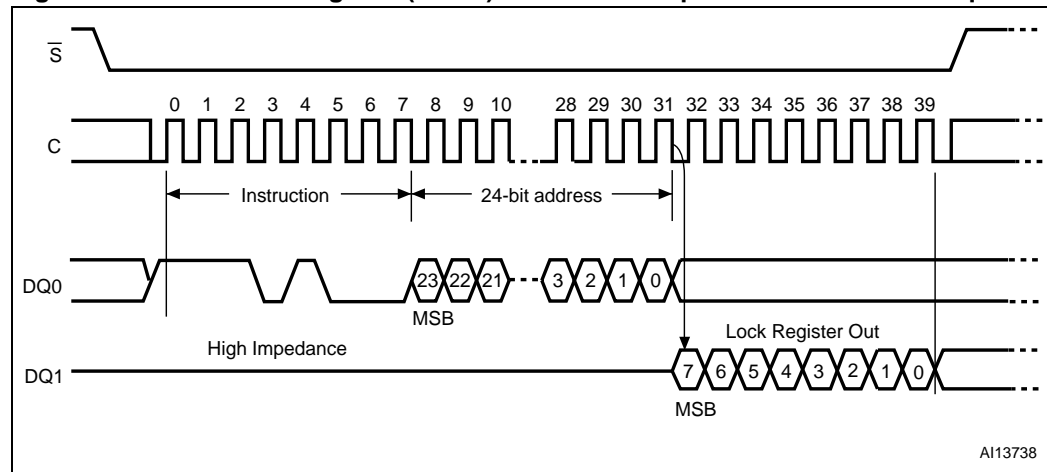 S
0 1 2 3 4 5 6 7 8 9 10 28 29 30 31 32 33 34 35 36 37 38 39
C
Instruction 24-bit address
DQ0 23 22 21 3 2 1 0
MSB
High Impedance Lock Register Out
DQ1 7 6 5 4 3 2 1 0
MSB
AI13738